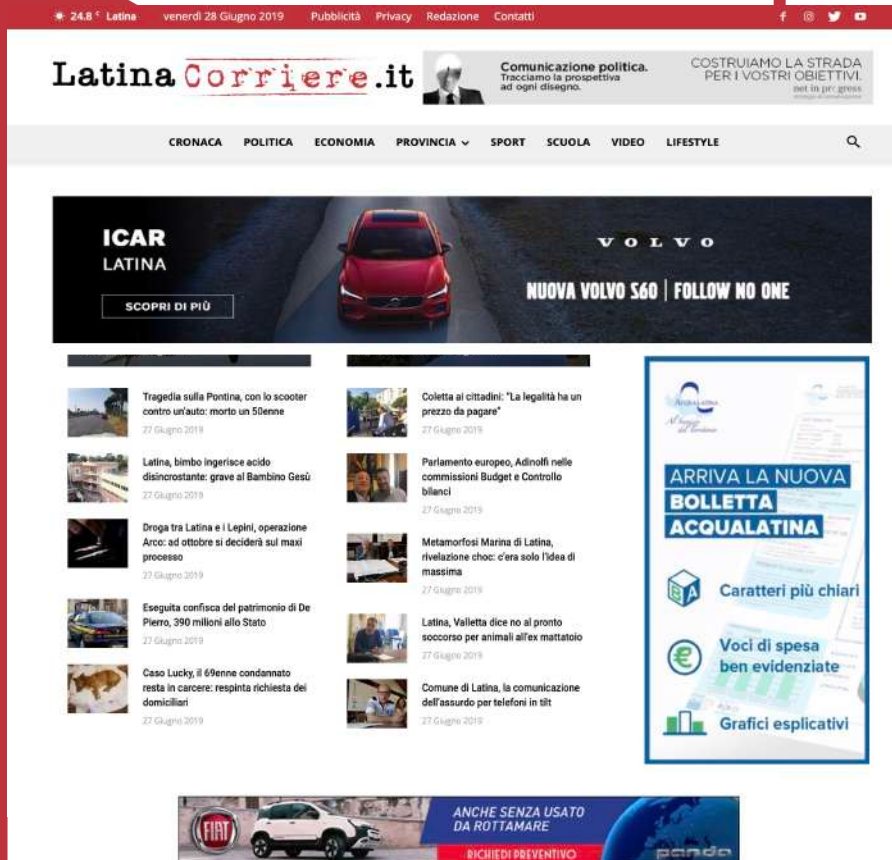 24.8 C Latina venerdì 28 Giugno 2019 Pubblicità Privacy Redazione Contatti
LatinaCorriere.it
Comunicazione politica.
Tracciamo la prospettiva
ad ogni disegno.
COSTRUIAMO LA STRADA
PER I VOSTRI OBIETTIVI.
net in progress
CRONACA POLITICA ECONOMIA PROVINCIA SPORT SCUOLA VIDEO LIFESTYLE
ICAR
LATINA
SCOPRI DI PIÙ
VOLVO
NUOVA VOLVO S60 | FOLLOW NO ONE
Tragedia sulla Pontina, con lo scooter
contro un'auto: morto un 50enne
27 Giugno 2019
Latina, bimbo ingerisce acido
disincrostante: grave al Bambino Gesù
27 Giugno 2019
Droga tra Latina e i Lepini, operazione
Arco: ad ottobre si deciderà sul maxi
processo
27 Giugno 2019
Eseguita confisca del patrimonio di De
Pierro, 390 milioni allo Stato
27 Giugno 2019
Caso Lucky, il 69enne condannato
resta in carcere: respinta richiesta dei
domiciliari
27 Giugno 2019
Coletta ai cittadini: "La legalità ha un
prezzo da pagare"
27 Giugno 2019
Parlamento europeo, Adinolfi nelle
commissioni Budget e Controllo
bilanci
27 Giugno 2019
Metamorfosi Marina di Latina,
rivelazione choc: c'era solo l'idea di
massima
27 Giugno 2019
Latina, Valletta dice no al pronto
soccorso per animali all'ex mattatoio
27 Giugno 2019
Comune di Latina, la comunicazione
dell'assurdo per telefoni in tilt
27 Giugno 2019
ACQUALATINA
ARRIVA LA NUOVA
BOLLETTA
ACQUALATINA
BA
Caratteri più chiari
€
Voci di spesa
ben evidenziate
Grafici esplicativi
FIAT
ANCHE SENZA USATO
DA ROTTAMARE
RICHIEDI PREVENTIVO
panda